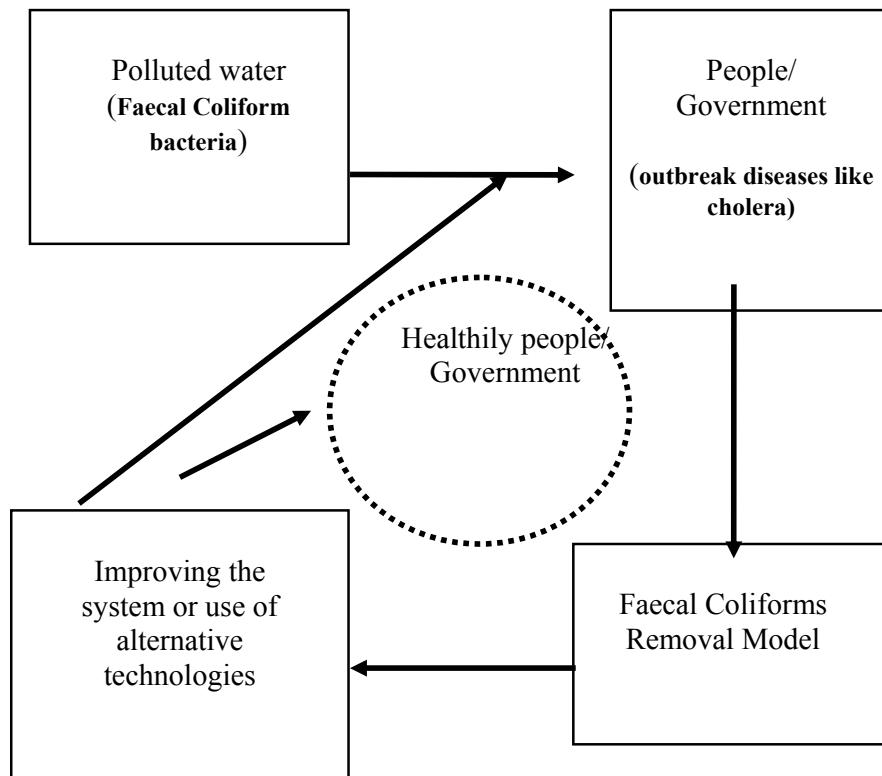 Polluted water
(Faecal Coliform
bacteria)
People/
Government
(outbreak diseases like
cholera)
Healthily people/
Government
Improving the
system or use of
alternative
technologies
Faecal Coliforms
Removal Model